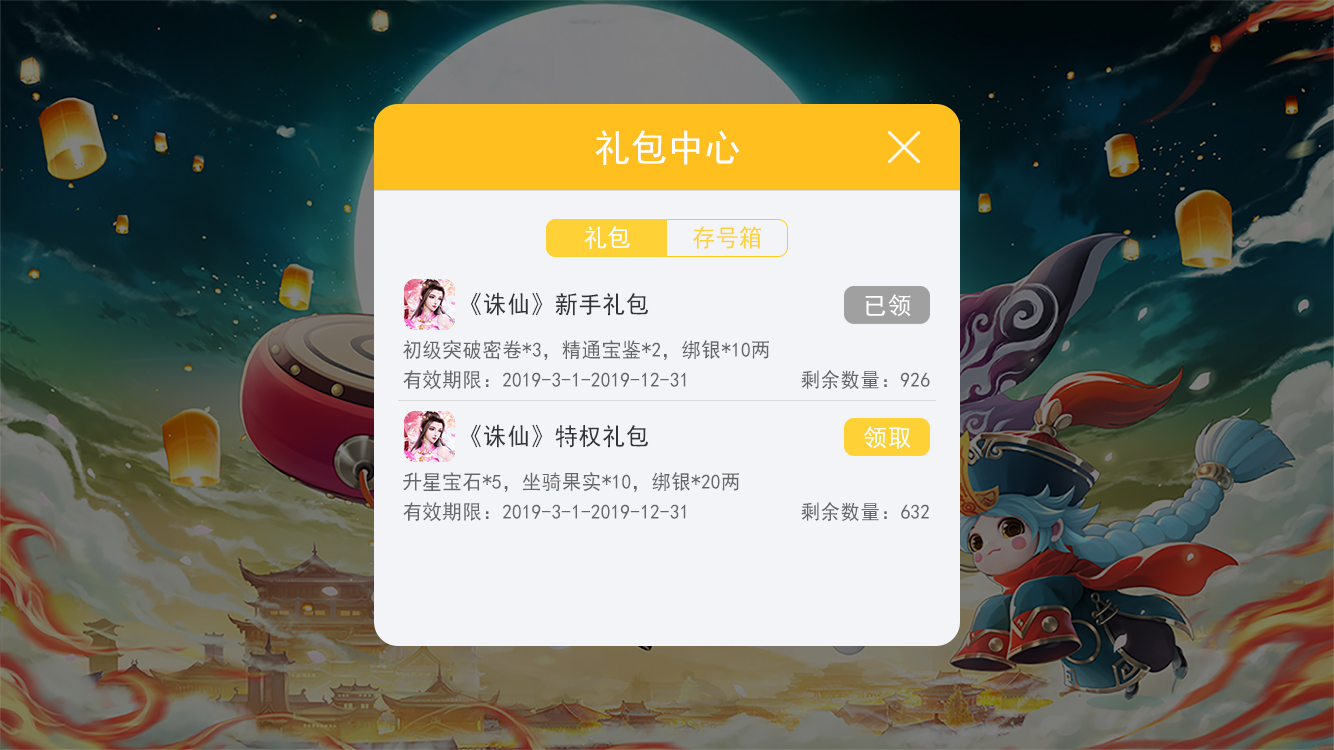 礼包中心
礼包 存号箱
《诛仙》新手礼包 已领
初级突破密卷*3，精通宝鉴*2，绑银*10两
有效期限：2019-3-1-2019-12-31 剩余数量：926
《诛仙》特权礼包 领取
升星宝石*5，坐骑果实*10，绑银*20两
有效期限：2019-3-1-2019-12-31 剩余数量：632